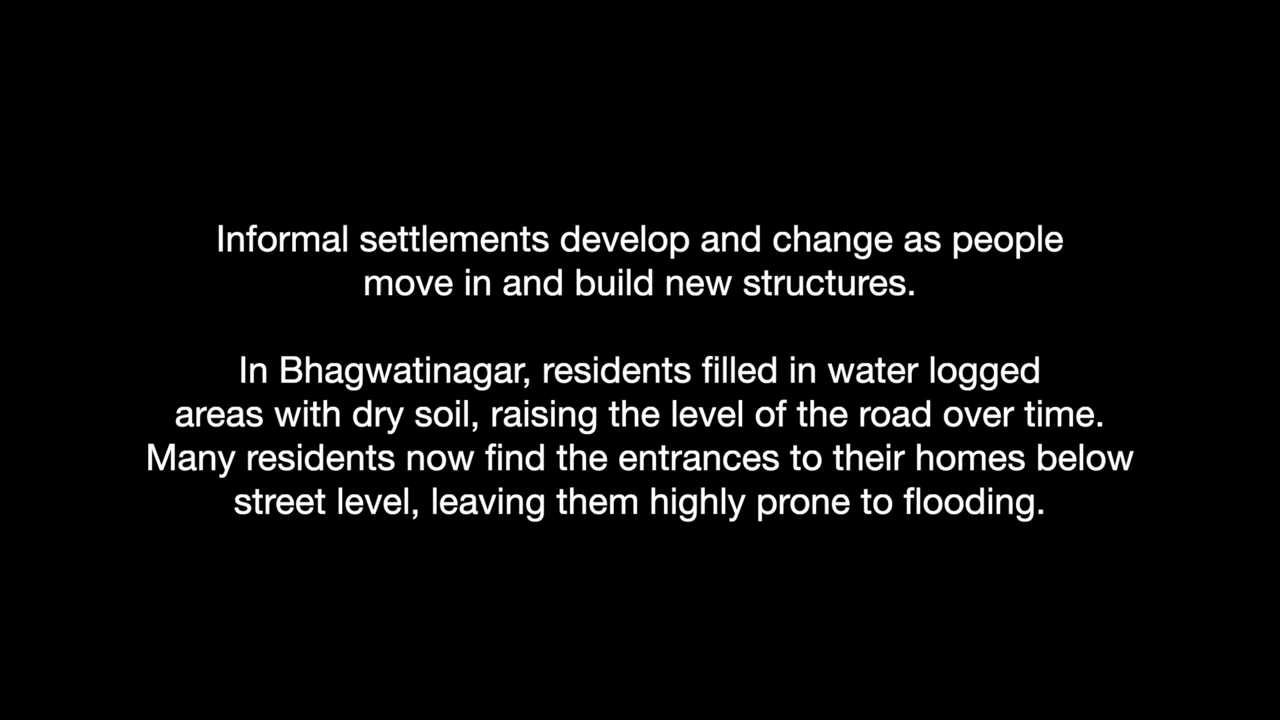 Informal settlements develop and change as people
move in and build new structures.
In Bhagwatinagar, residents filled in water logged
areas with dry soil, raising the level of the road over time.
Many residents now find the entrances to their homes below
street level, leaving them highly prone to flooding.